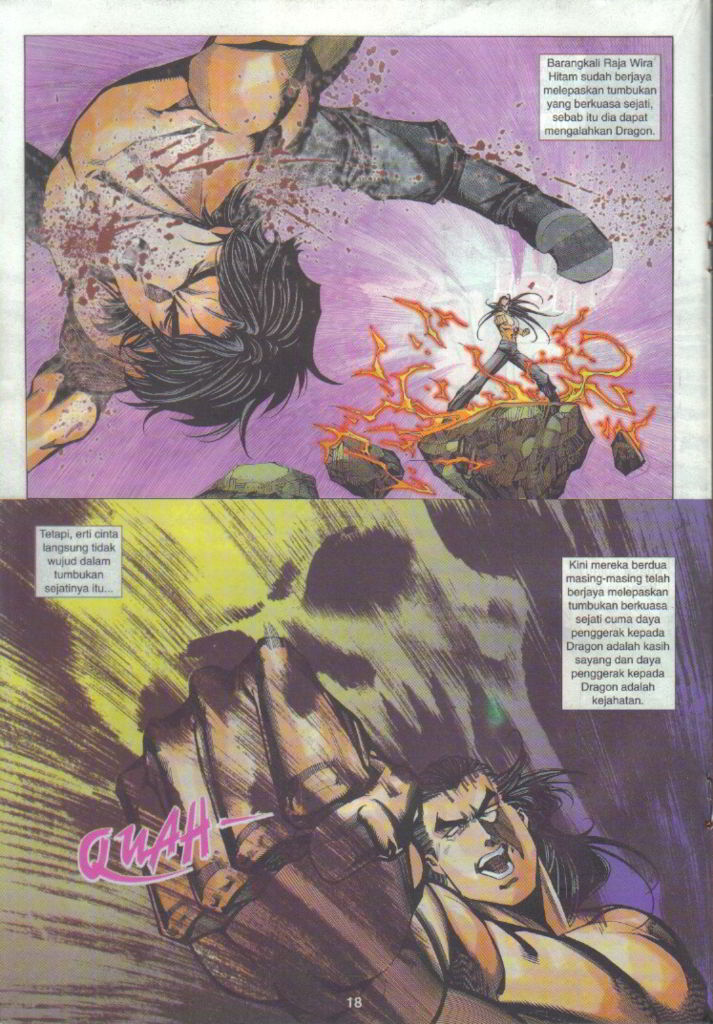 Barangkali Raja Wira
Hitam sudah berjaya
melepaskan tumbukan
yang berkuasa sejati,
sebab itu dia dapat
mengalahkan Dragon.
Tetapi, erti cinta
langsung tidak
wujud dalam
tumbukan
sejatinya itu...
Kini mereka berdua
masing-masing telah
berjaya melepaskan
tumbukan berkuasa
sejati cuma daya
penggerak kepada
Dragon adalah kasih
sayang dan daya
penggerak kepada
Dragon adalah
kejahatan.
QUAH
18